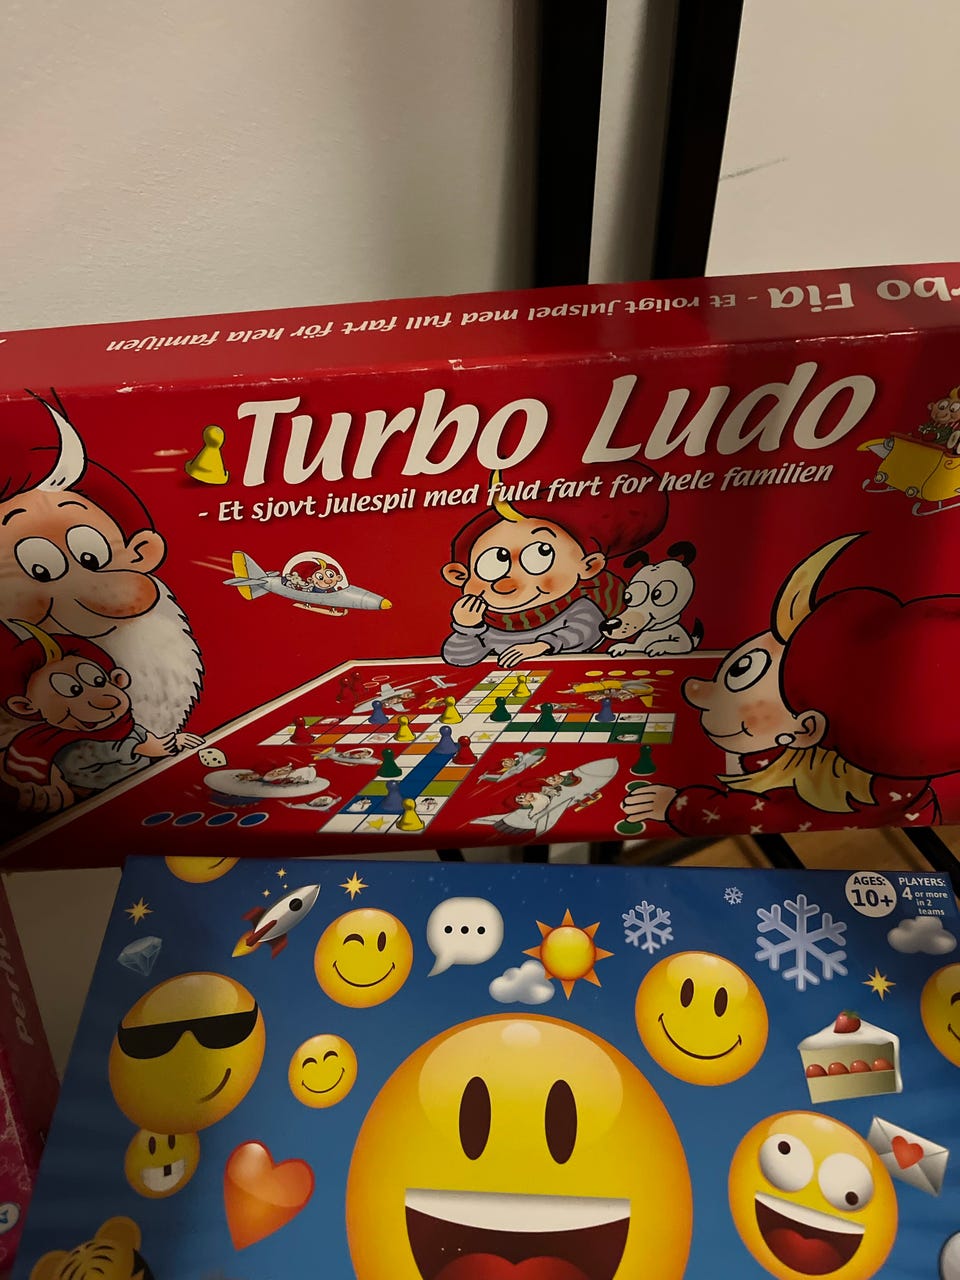 Turbo Fia - Et roligt julspel med full fart för hela familjen
Turbo Ludo
- Et sjovt julespil med fuld fart for hele familien
AGES:
10+
PLAYERS:
4 or more
in 2
teams